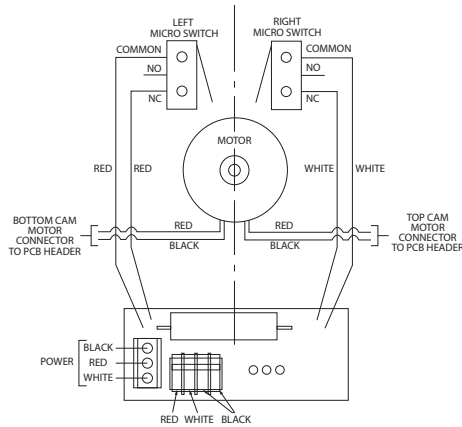 LEFT
MICRO SWITCH
RIGHT
MICRO SWITCH
COMMON
COMMON
NO
NO
NC
NC
MOTOR
RED
RED
WHITE
WHITE
BOTTOM CAM
MOTOR
CONNECTOR
TO PCB HEADER
RED
BLACK
RED
BLACK
TOP CAM
MOTOR
CONNECTOR
TO PCB HEADER
POWER
BLACK
RED
WHITE
RED WHITE BLACK